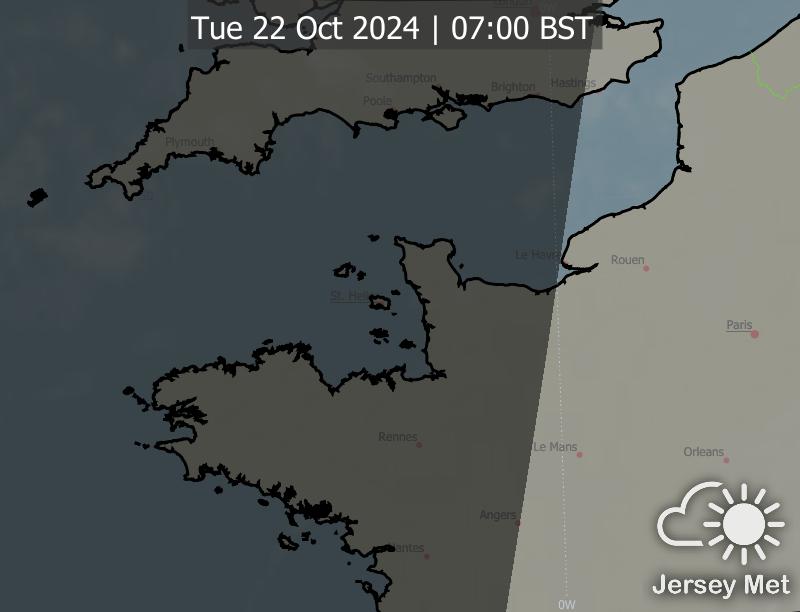 London
Tue 22 Oct 2024 | 07:00 BST
Southampton
Brighton
Hastings
Poole
Plymouth
Le Havre
Rouen
St. Helier
Paris
Rennes
Le Mans
Orleans
Angers
Nantes
Jersey Met
0W